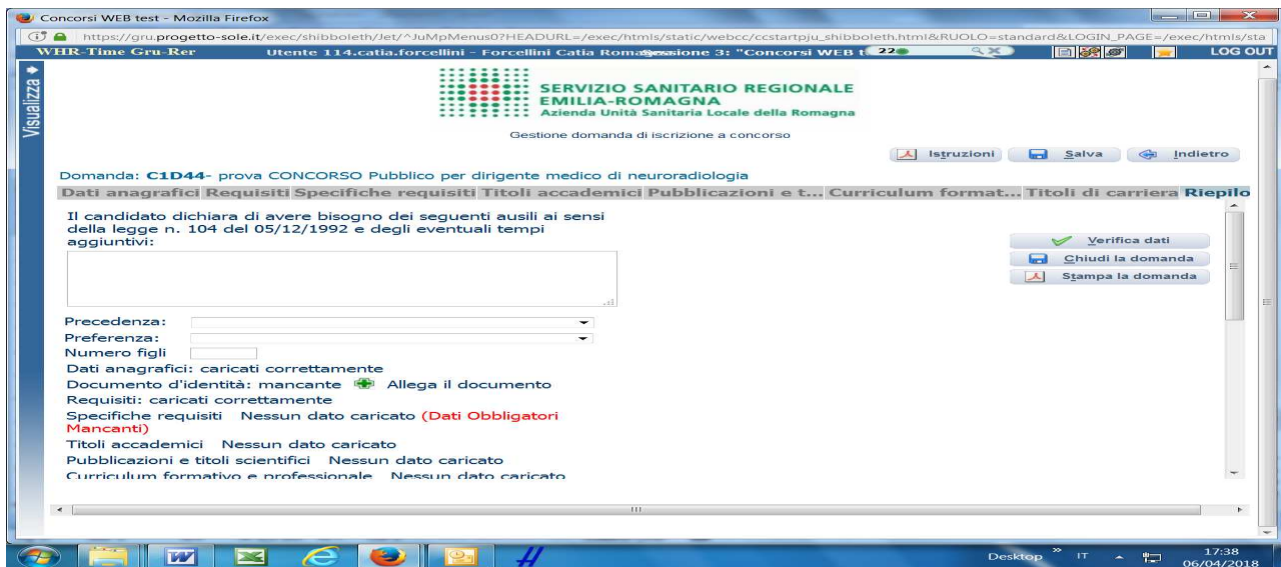 Concorsi WEB test - Mozilla Firefox
https://gru.progetto-sole.it/exec/shibboleth/Jet/^JuMpMenus0?HEADURL=/exec/htmls/static/webcc/ccstartpju_shibboleth.html&RUOLO=standard&LOGIN_PAGE=/exec/htmls/sta
WHR-Time Gru-Rer Utente 114.catia.forcellini - Forcellini Catia Sessione 3: "Concorsi WEB t 22 LOG OUT
Visualizza
SERVIZIO SANITARIO REGIONALE
EMILIA-ROMAGNA
Azienda Unità Sanitaria Locale della Romagna
Gestione domanda di iscrizione a concorso
Istruzioni Salva Indietro
Domanda: C1D44- prova CONCORSO Pubblico per dirigente medico di neuroradiologia
Dati anagrafici Requisiti Specifiche requisiti Titoli accademici Pubblicazioni e t... Curriculum format... Titoli di carriera Riepilo
Il candidato dichiara di avere bisogno dei seguenti ausili ai sensi
della legge n. 104 del 05/12/1992 e degli eventuali tempi
aggiuntivi:
Verifica dati
Chiudi la domanda
Stampa la domanda
Precedenza:
Preferenza:
Numero figli
Dati anagrafici: caricati correttamente
Documento d'identità: mancante Allega il documento
Requisiti: caricati correttamente
Specifiche requisiti Nessun dato caricato (Dati Obbligatori
Mancanti)
Titoli accademici Nessun dato caricato
Pubblicazioni e titoli scientifici Nessun dato caricato
Curriculum formativo e professionale Nessun dato caricato
Desktop IT 17:38
06/04/2018